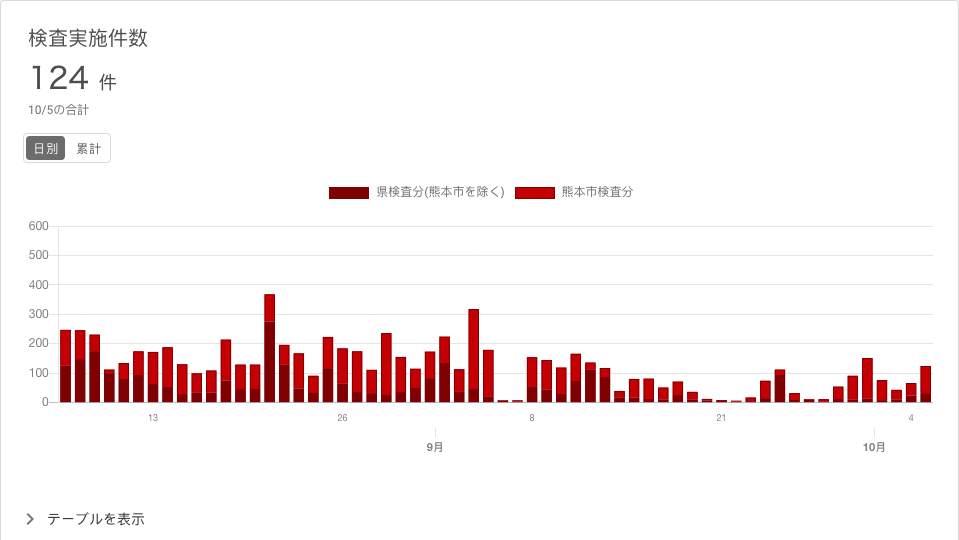 検査実施件数
124 件
10/5の合計
日別 累計
県検査分(熊本市を除く) 熊本市検査分
600
500
400
300
200
100
0
13 26 8 21 4
9月 10月
テーブルを表示